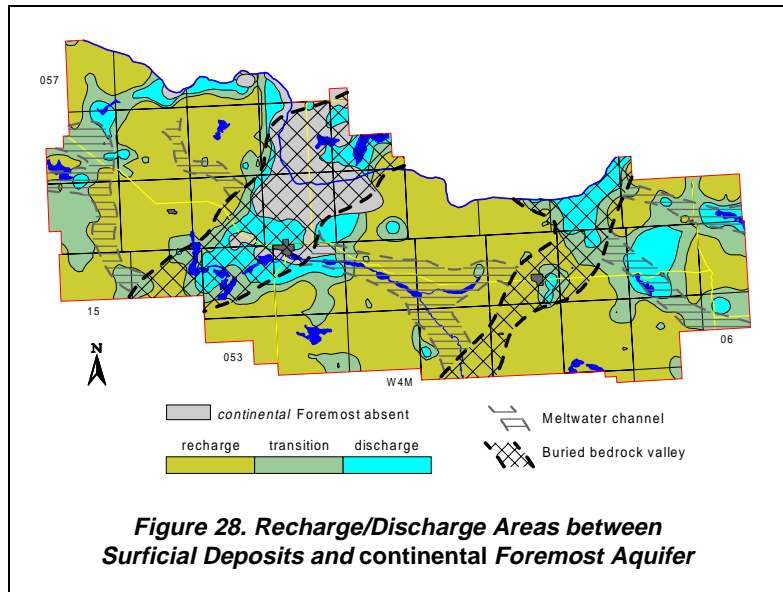 057
15
053
W4M
06
N
continental Foremost absent
Meltwater channel
recharge transition discharge
Buried bedrock valley
Figure 28. Recharge/Discharge Areas between
Surficial Deposits and continental Foremost Aquifer